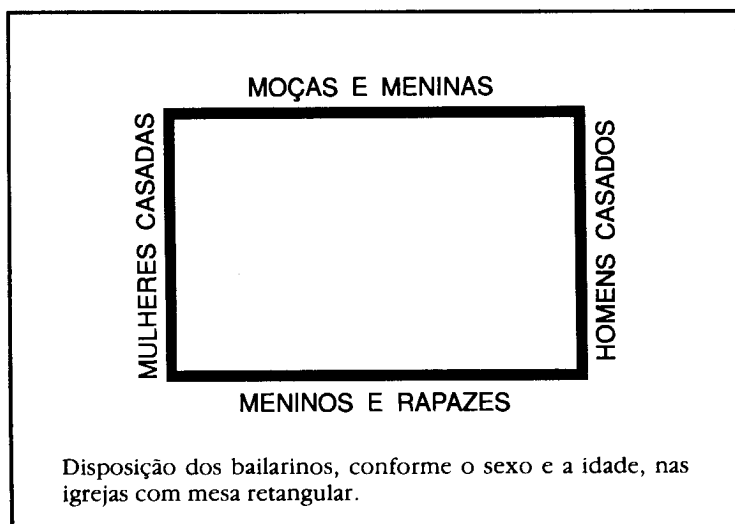 MOÇAS E MENINAS
MULHERES CASADAS
HOMENS CASADOS
MENINOS E RAPAZES
Disposição dos bailarinos, conforme o sexo e a idade, nas
igrejas com mesa retangular.